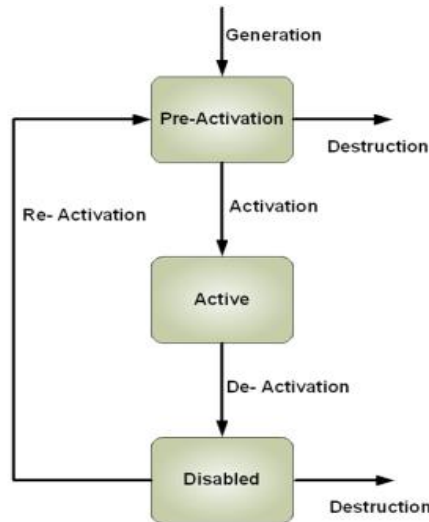 Generation
Pre-Activation
Destruction
Re- Activation
Activation
Active
De- Activation
Disabled
Destruction